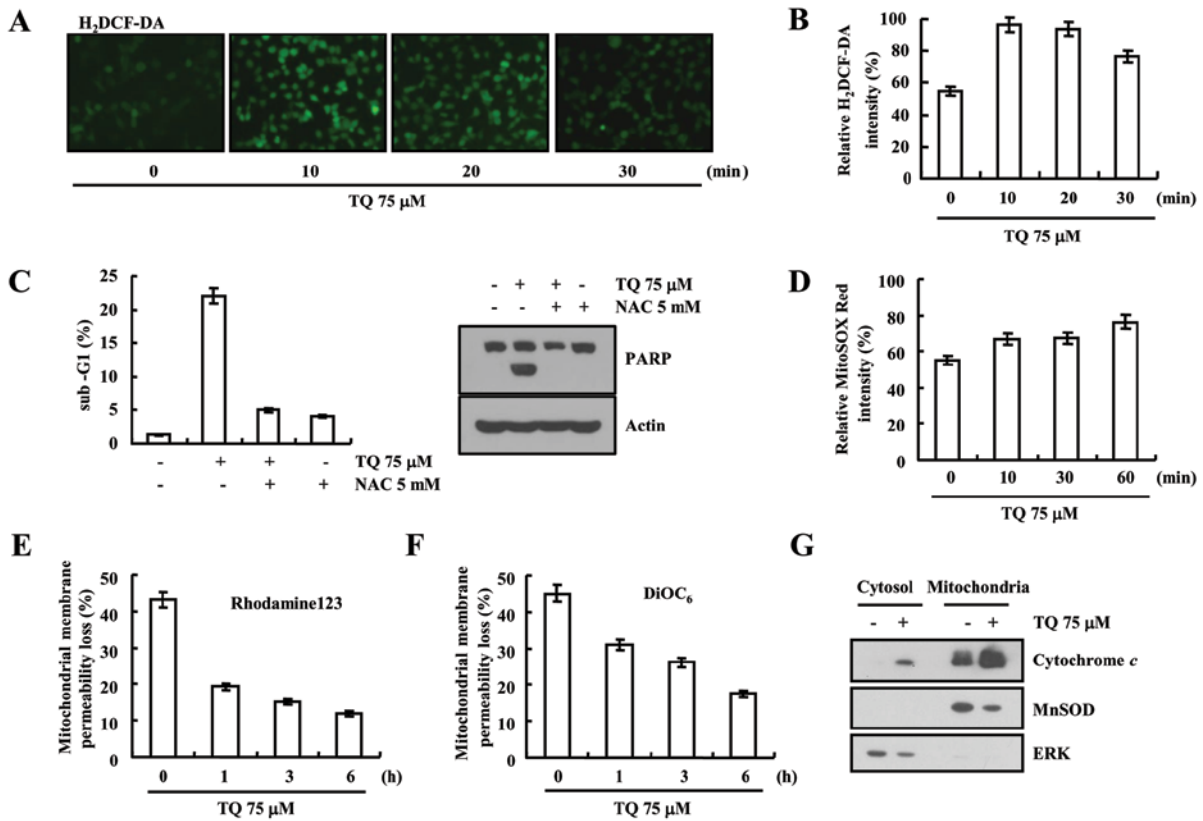 A
H₂DCF-DA
0 10 20 30 (min)
TQ 75 μM
B
Relative H₂DCF-DA
intensity (%)
100
80
60
40
20
0
0 10 20 30 (min)
TQ 75 μM
C
sub -G1 (%)
25
20
15
10
5
0
- + + - TQ 75 μM
- - + + NAC 5 mM
- + + - TQ 75 μM
- - + + NAC 5 mM
PARP
Actin
D
Relative MitoSOX Red
intensity (%)
100
80
60
40
20
0
0 10 30 60 (min)
TQ 75 μM
E
Mitochondrial membrane
permeability loss (%)
50
40
30
20
10
0
Rhodamine123
0 1 3 6 (h)
TQ 75 μM
F
Mitochondrial membrane
permeability loss (%)
50
40
30
20
10
0
DiOC₆
0 1 3 6 (h)
TQ 75 μM
G
Cytosol Mitochondria
- + - + TQ 75 μM
Cytochrome c
MnSOD
ERK